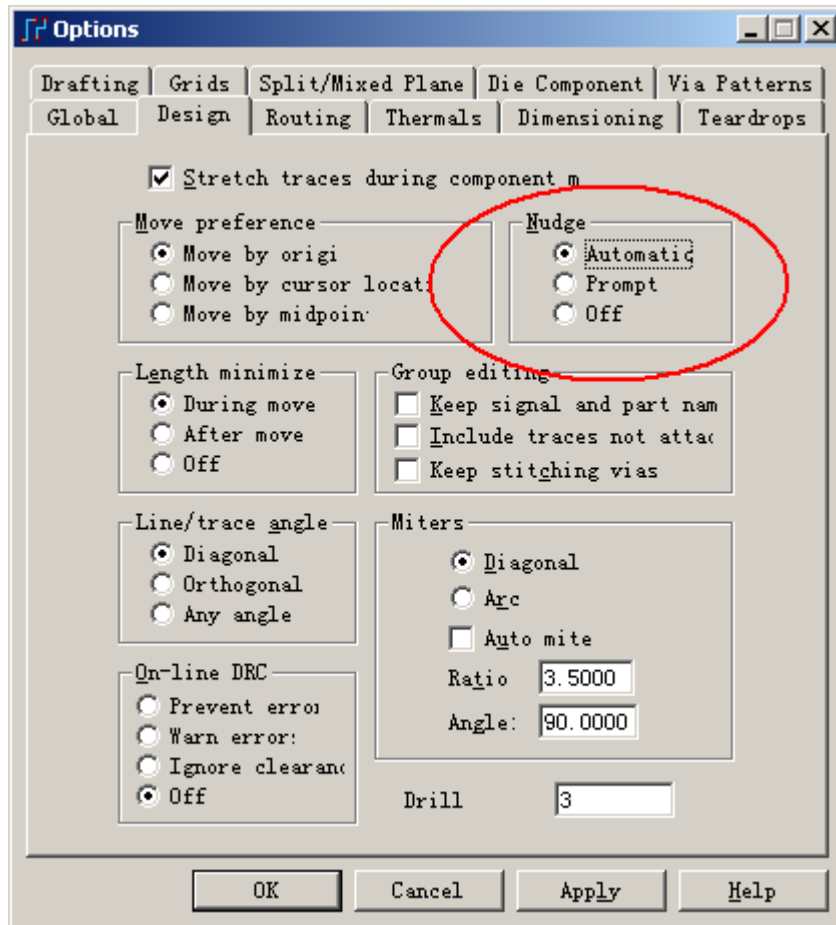 Options
Drafting Grids Split/Mixed Plane Die Component Via Patterns
Global Design Routing Thermals Dimensioning Teardrops
Stretch traces during component m
Move preference
Move by origi
Move by cursor locati
Move by midpoin
Nudge
Automatic
Prompt
Off
Length minimize
During move
After move
Off
Group editing
Keep signal and part nam
Include traces not attac
Keep stitching vias
Line/trace angle
Diagonal
Orthogonal
Any angle
Miters
Diagonal
Arc
Auto mite
Ratio 3.5000
Angle: 90.0000
On-line DRC
Prevent error
Warn error:
Ignore clearanc
Off
Drill 3
OK Cancel Apply Help